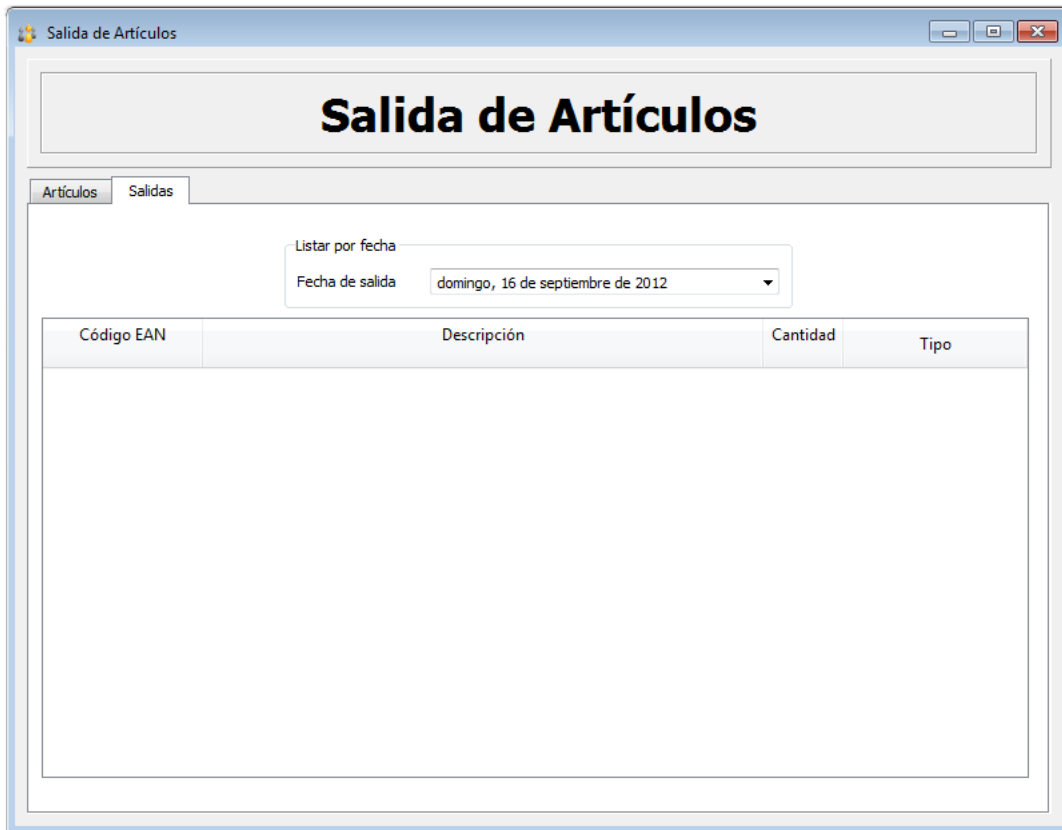 Salida de Artículos
Salida de Artículos
Artículos Salidas
Listar por fecha
Fecha de salida domingo, 16 de septiembre de 2012
Código EAN Descripción Cantidad Tipo